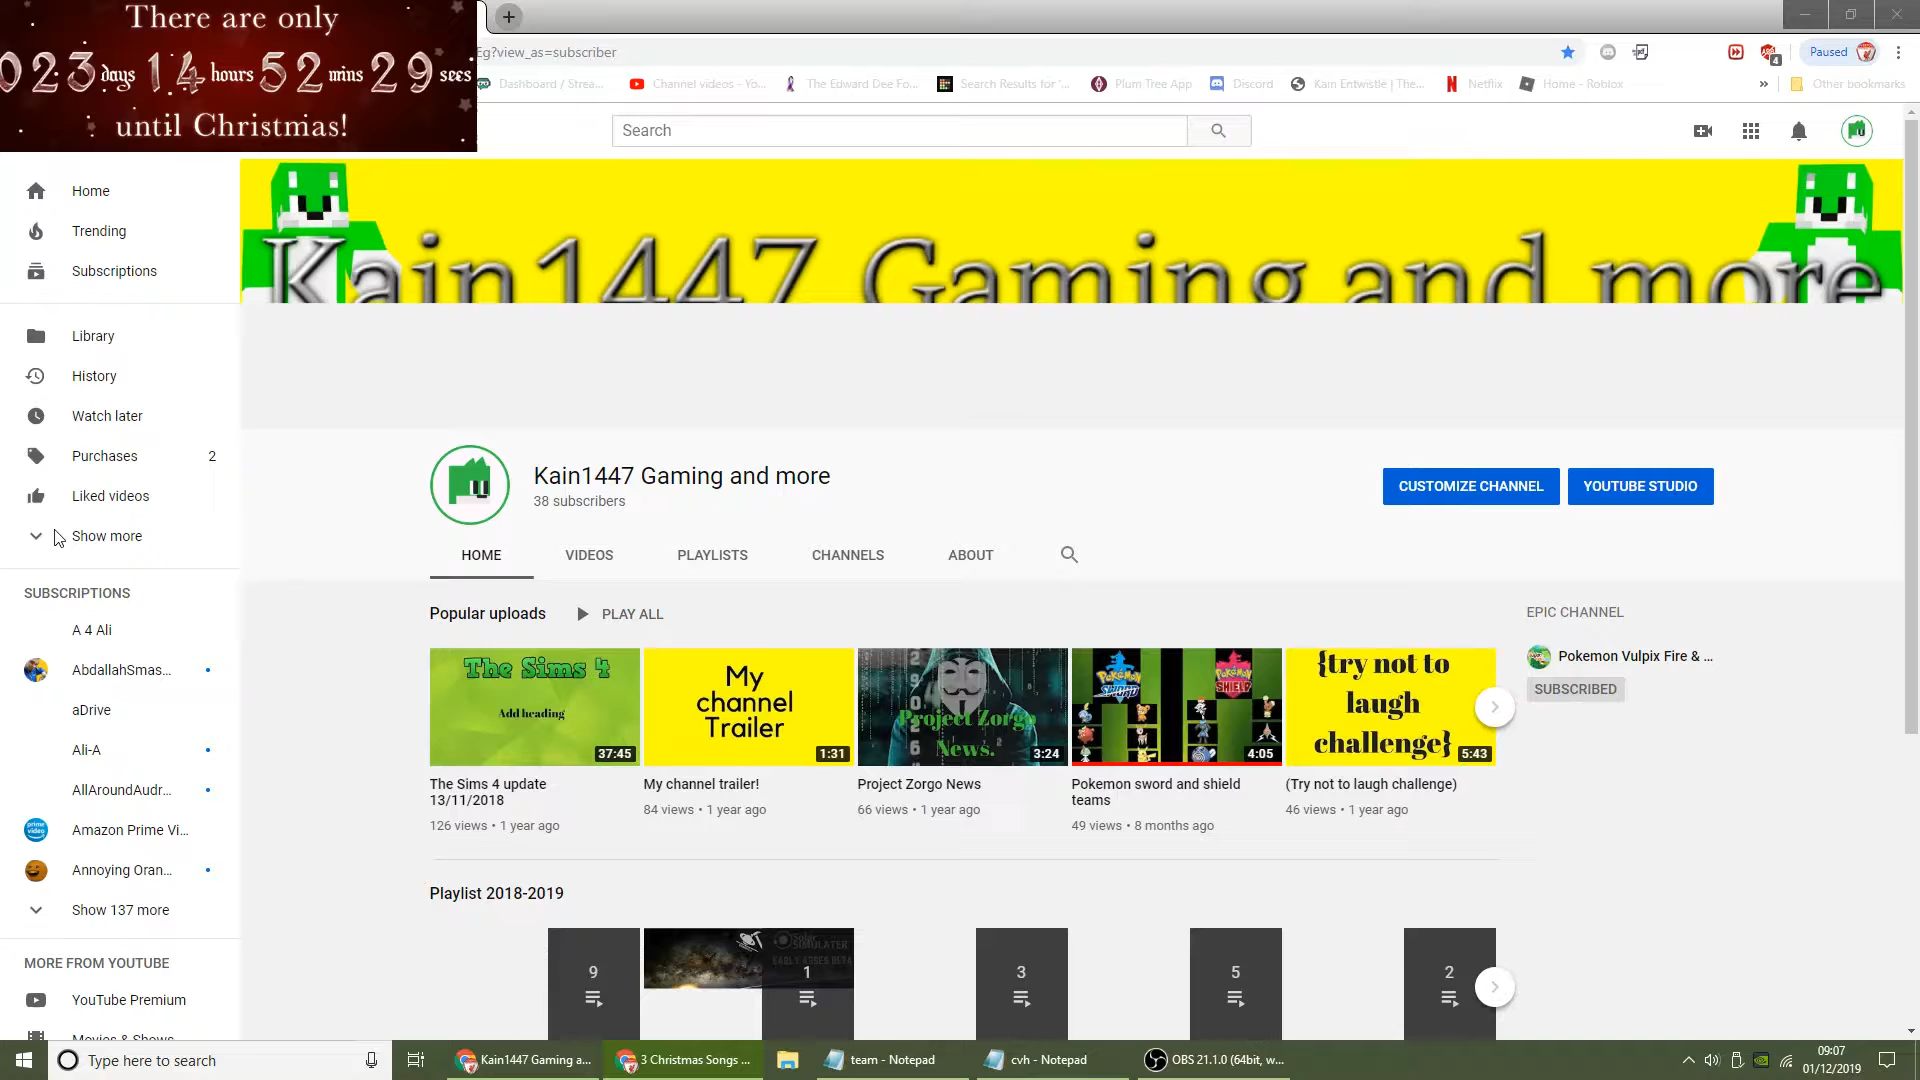 There are only
023 days 14 hours 52 mins 29 secs
until Christmas!
Eg?view_as=subscriber
Paused
4
Dashboard / Strea...
Channel videos - Yo...
The Edward Dee Fo...
Search Results for '...
Plum Tree App
Discord
Kain Entwistle | The...
Netflix
Home - Roblox
»
Other bookmarks
Search
Home
Trending
Subscriptions
Library
History
Watch later
Purchases 2
Liked videos
Show more
SUBSCRIPTIONS
A 4 Ali
AbdallahSmas...
aDrive
Ali-A
AllAroundAudr...
Amazon Prime Vi...
Annoying Oran...
Show 137 more
MORE FROM YOUTUBE
YouTube Premium
Movies & Shows
Kain1447 Gaming and more
Kain1447 Gaming and more
38 subscribers
CUSTOMIZE CHANNEL
YOUTUBE STUDIO
HOME
VIDEOS
PLAYLISTS
CHANNELS
ABOUT
Popular uploads
PLAY ALL
The Sims 4
Add heading
37:45
The Sims 4 update
13/11/2018
126 views • 1 year ago
My
channel
Trailer
1:31
My channel trailer!
84 views • 1 year ago
Project Zorgo
News.
3:24
Project Zorgo News
66 views • 1 year ago
4:05
Pokemon sword and shield
teams
49 views • 8 months ago
{try not to
laugh
challenge}
5:43
(Try not to laugh challenge)
46 views • 1 year ago
EPIC CHANNEL
Pokemon Vulpix Fire & ...
SUBSCRIBED
Playlist 2018-2019
9
1
3
5
2
Type here to search
Kain1447 Gaming a...
3 Christmas Songs ...
team - Notepad
cvh - Notepad
OBS 21.1.0 (64bit, w...
09:07
01/12/2019